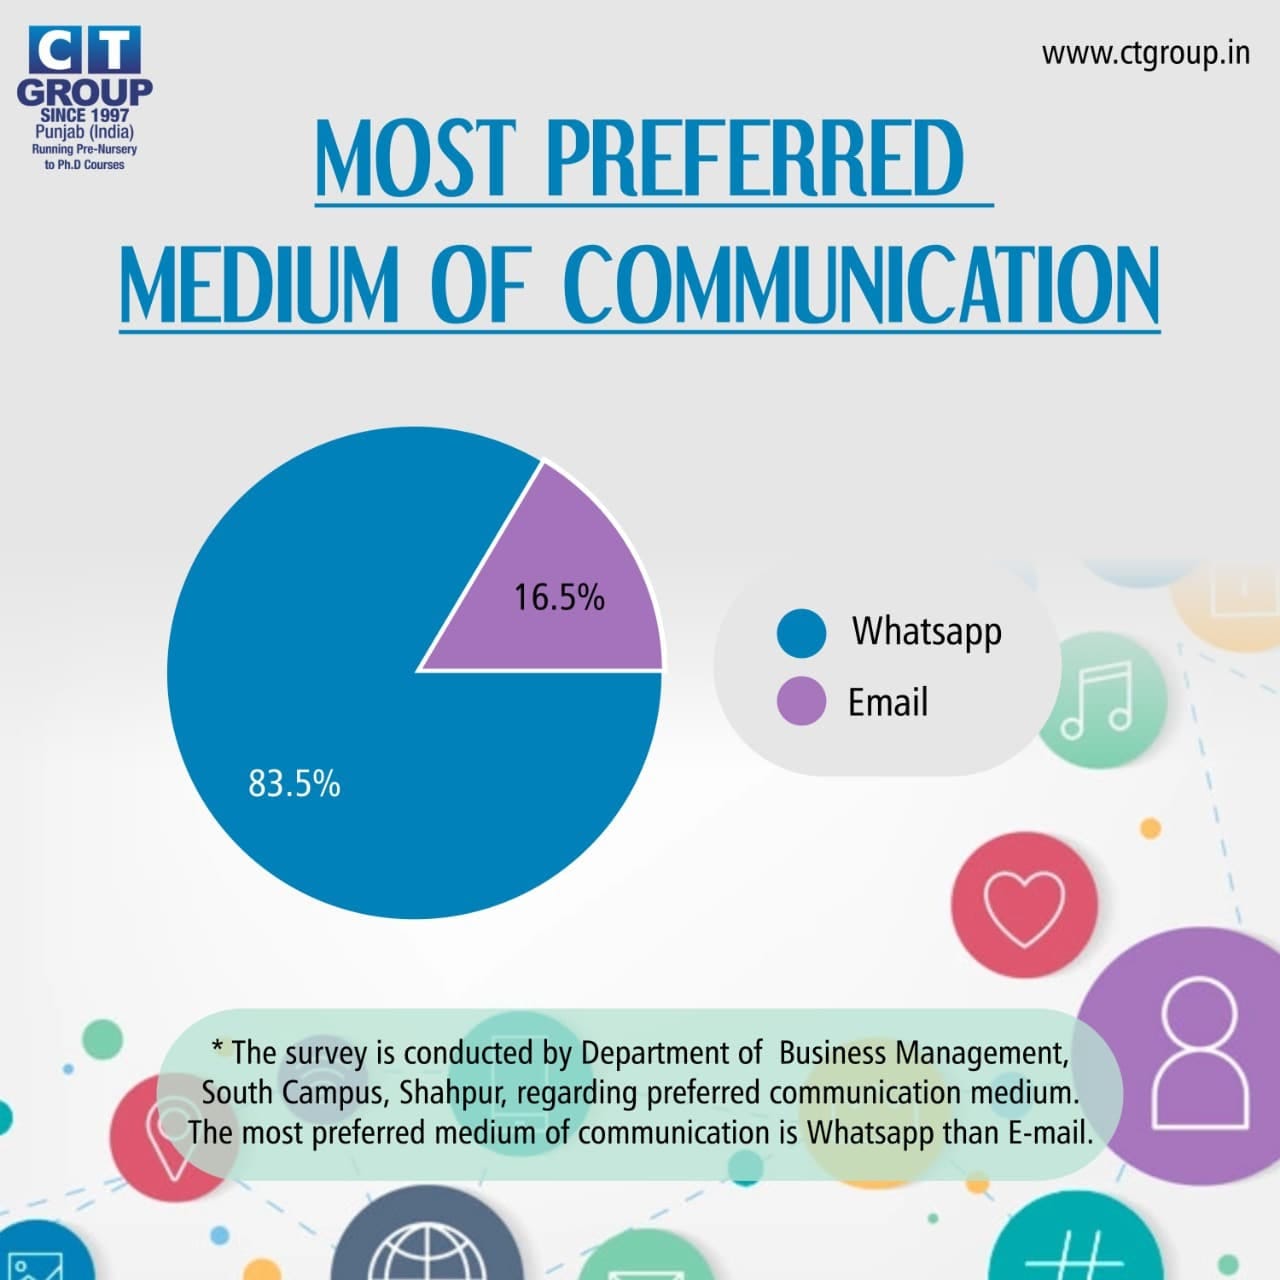 CT
GROUP
SINCE 1997
Punjab (India)
Running Pre-Nursery
to Ph.D Courses
www.ctgroup.in
MOST PREFERRED
MEDIUM OF COMMUNICATION
16.5%
83.5%
Whatsapp
Email
* The survey is conducted by Department of Business Management,
South Campus, Shahpur, regarding preferred communication medium.
The most preferred medium of communication is Whatsapp than E-mail.